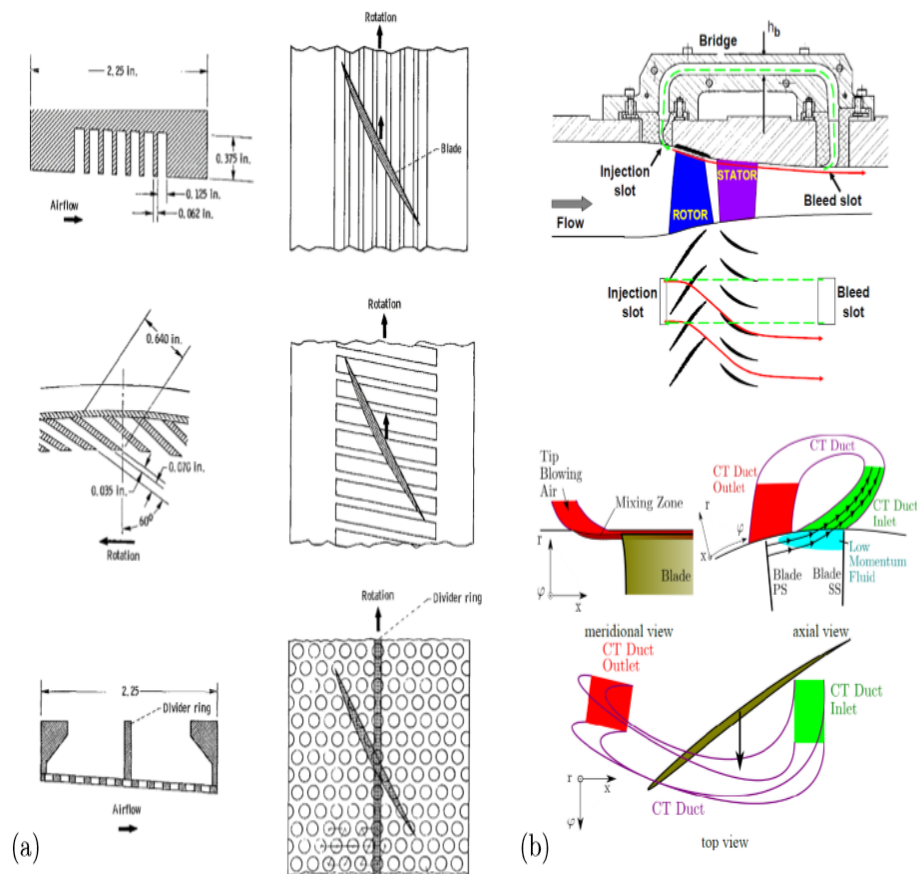 Rotation
2.25 in.
0.375 in.
0.125 in.
0.062 in.
Airflow
Blade
Rotation
0.640 in.
0.070 in.
0.035 in.
60º
Rotation
Rotation
Divider ring
2.25
Divider ring
Airflow
(a)
Bridge
h_b
Injection
slot
STATOR
Bleed slot
ROTOR
Flow
Injection
slot
Bleed
slot
Tip
Blowing
Air
Mixing Zone
r
φ
x
Blade
meridional view
CT Duct
CT Duct
Outlet
CT Duct
Inlet
r
φ
x
Low
Momentum
Fluid
Blade
PS
Blade
SS
axial view
CT Duct
Outlet
CT Duct
Inlet
r
x
φ
CT Duct
top view
(b)